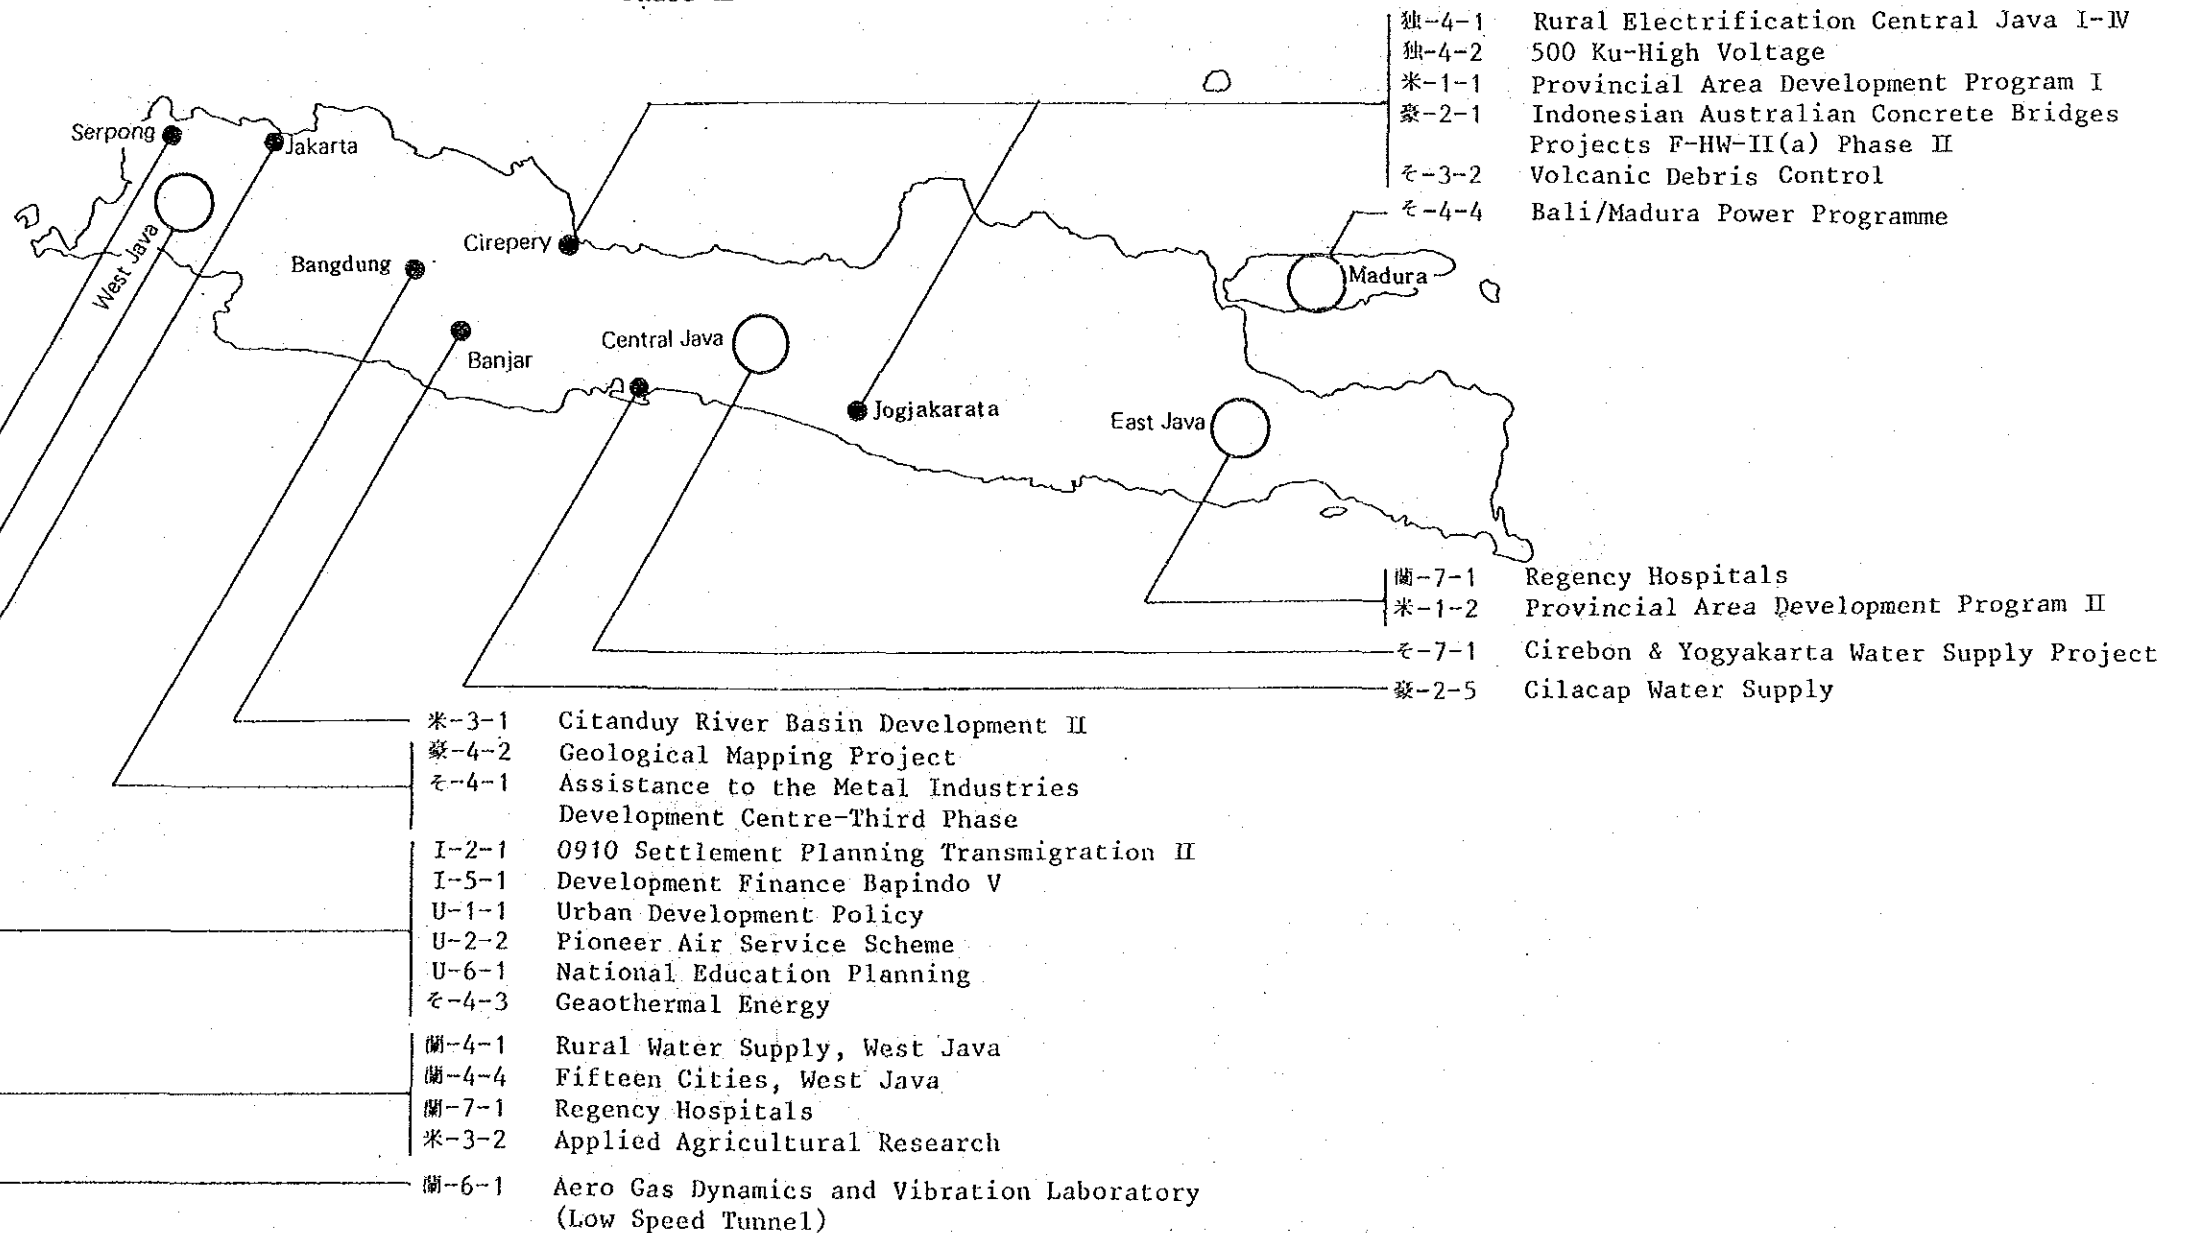 独-4-1 Rural Electrification Central Java I-Ⅳ
独-4-2 500 Ku-High Voltage
米-1-1 Provincial Area Development Program I
豪-2-1 Indonesian Australian Concrete Bridges
Projects F-HW-II(a) Phase Ⅱ
そ-3-2 Volcanic Debris Control
そ-4-4 Bali/Madura Power Programme
Serpong
Jakarta
West Java
Cirepery
Bangdung
Madura
Central Java
Banjar
Jogjakarata
East Java
蘭-7-1 Regency Hospitals
米-1-2 Provincial Area Development Program Ⅱ
そ-7-1 Cirebon & Yogyakarta Water Supply Project
豪-2-5 Cilacap Water Supply
米-3-1 Citanduy River Basin Development Ⅱ
豪-4-2 Geological Mapping Project
そ-4-1 Assistance to the Metal Industries
Development Centre-Third Phase
I-2-1 0910 Settlement Planning Transmigration Ⅱ
I-5-1 Development Finance Bapindo V
U-1-1 Urban Development Policy
U-2-2 Pioneer Air Service Scheme
U-6-1 National Education Planning
そ-4-3 Geaothermal Energy
蘭-4-1 Rural Water Supply, West Java
蘭-4-4 Fifteen Cities, West Java
蘭-7-1 Regency Hospitals
米-3-2 Applied Agricultural Research
蘭-6-1 Aero Gas Dynamics and Vibration Laboratory
(Low Speed Tunnel)